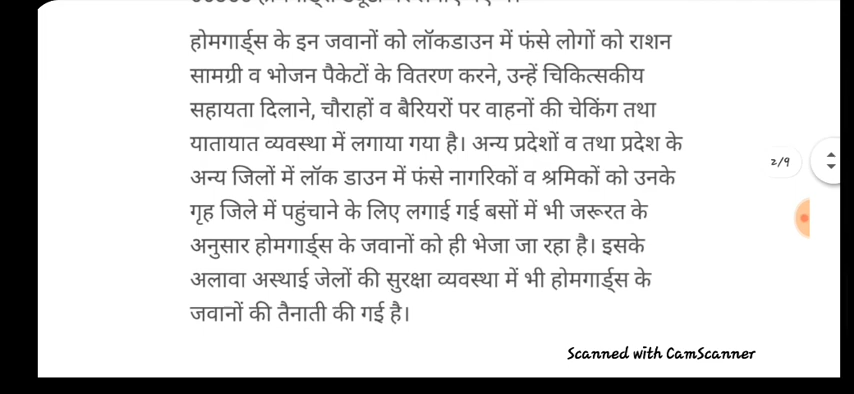 होमगार्ड्स के इन जवानों को लॉकडाउन में फंसे लोगों को राशन
सामग्री व भोजन पैकेटों के वितरण करने, उन्हें चिकित्सकीय
सहायता दिलाने, चौराहों व बैरियरों पर वाहनों की चेकिंग तथा
यातायात व्यवस्था में लगाया गया है। अन्य प्रदेशों व तथा प्रदेश के
2/9
अन्य जिलों में लॉक डाउन में फंसे नागरिकों व श्रमिकों को उनके
गृह जिले में पहुंचाने के लिए लगाई गई बसों में भी जरूरत के
अनुसार होमगार्ड्स के जवानों को ही भेजा जा रहा है। इसके
अलावा अस्थाई जेलों की सुरक्षा व्यवस्था में भी होमगार्ड्स के
जवानों की तैनाती की गई है।
Scanned with CamScanner